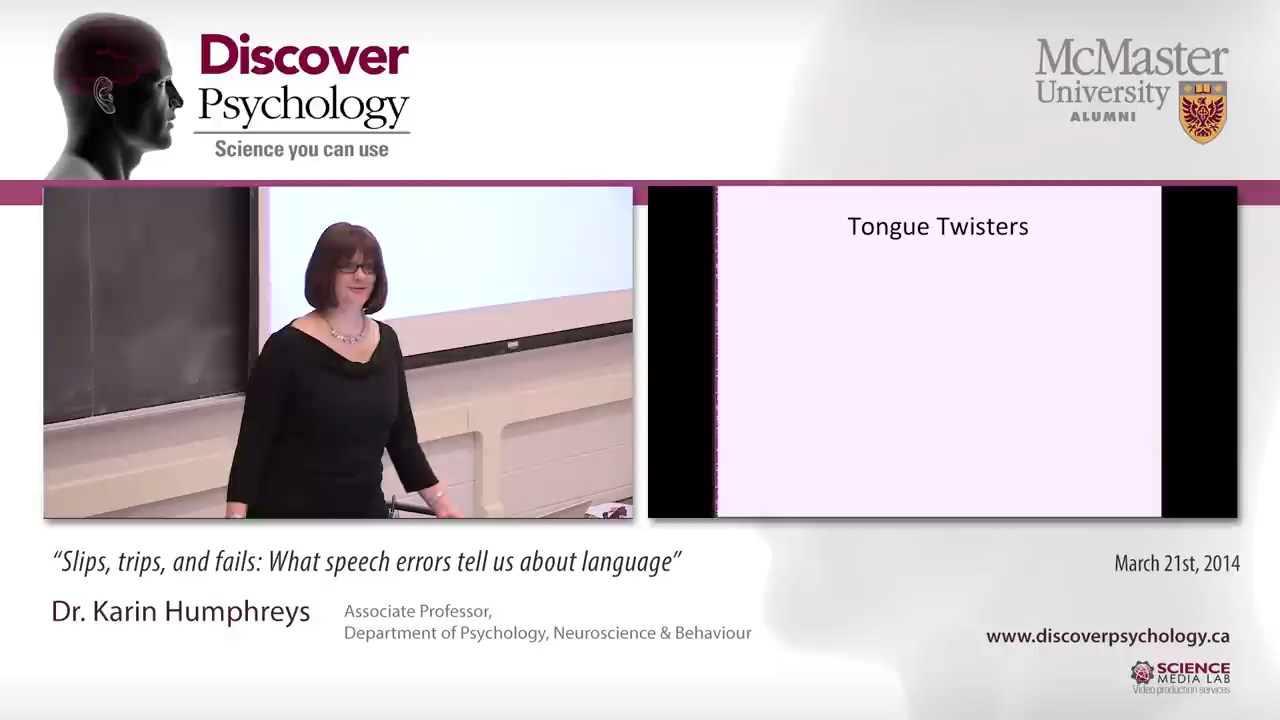 Discover
Psychology
Science you can use
McMaster
University
ALUMNI
Tongue Twisters
“Slips, trips, and fails: What speech errors tell us about language”
March 21st, 2014
Dr. Karin Humphreys
Associate Professor,
Department of Psychology, Neuroscience & Behaviour
www.discoverpsychology.ca
SCIENCE
MEDIA LAB
Video production services